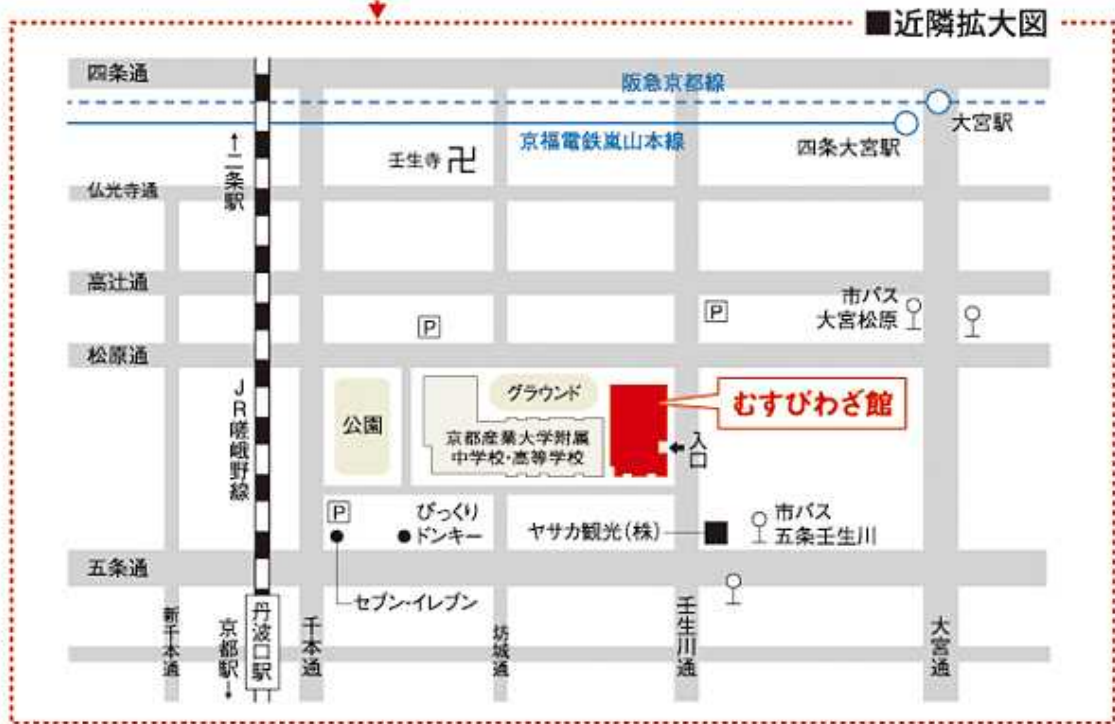 ■近隣拡大図
四条通
阪急京都線
大宮駅
京福電鉄嵐山本線
四条大宮駅
↑二条駅
壬生寺卍
仏光寺通
高辻通
市バス
大宮松原
P
P
松原通
JR嵯峨野線
公園
グラウンド
京都産業大学附属
中学校・高等学校
むすびわざ館
←入口
P
びっくり
ドンキー
ヤサカ観光(株)
市バス
五条壬生川
五条通
セブン-イレブン
新千本通
京都駅↓
丹波口駅
千本通
坊城通
壬生川通
大宮通